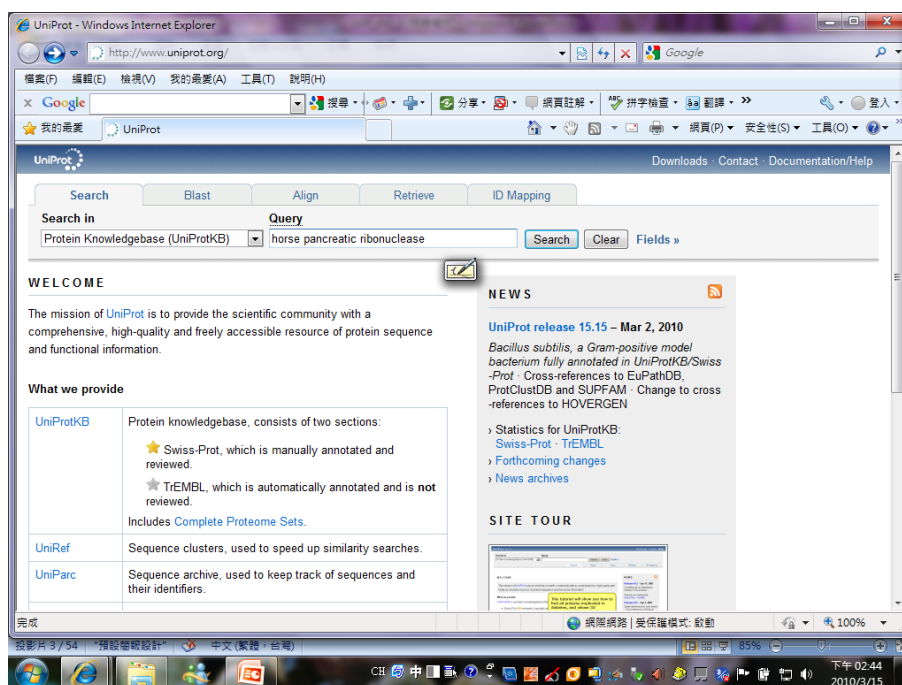 UniProt - Windows Internet Explorer
http://www.uniprot.org/
Google
檔案(F) 編輯(E) 檢視(V) 我的最愛(A) 工具(T) 說明(H)
x Google 搜尋 分享 網頁註解 拼字檢查 翻譯 » 登入
我的最愛 UniProt 網頁(P) 安全性(S) 工具(O) »
UniProt Downloads · Contact · Documentation/Help
Search Blast Align Retrieve ID Mapping
Search in Query
Protein Knowledgebase (UniProtKB) horse pancreatic ribonuclease Search Clear Fields »
WELCOME
The mission of UniProt is to provide the scientific community with a
comprehensive, high-quality and freely accessible resource of protein sequence
and functional information.
What we provide
UniProtKB Protein knowledgebase, consists of two sections:
Swiss-Prot, which is manually annotated and
reviewed.
TrEMBL, which is automatically annotated and is not
reviewed.
Includes Complete Proteome Sets.
UniRef Sequence clusters, used to speed up similarity searches.
UniParc Sequence archive, used to keep track of sequences and
their identifiers.
NEWS
UniProt release 15.15 – Mar 2, 2010
Bacillus subtilis, a Gram-positive model
bacterium fully annotated in UniProtKB/Swiss
-Prot · Cross-references to EuPathDB,
ProtClustDB and SUPFAM · Change to cross
-references to HOVERGEN
› Statistics for UniProtKB:
Swiss-Prot · TrEMBL
› Forthcoming changes
› News archives
SITE TOUR
完成 網際網路 | 受保護模式: 啟動 100%
投影片 3 / 54 "預設簡報設計" 中文 (繁體，台灣) 85%
CH 中 下午 02:44
2010/3/15